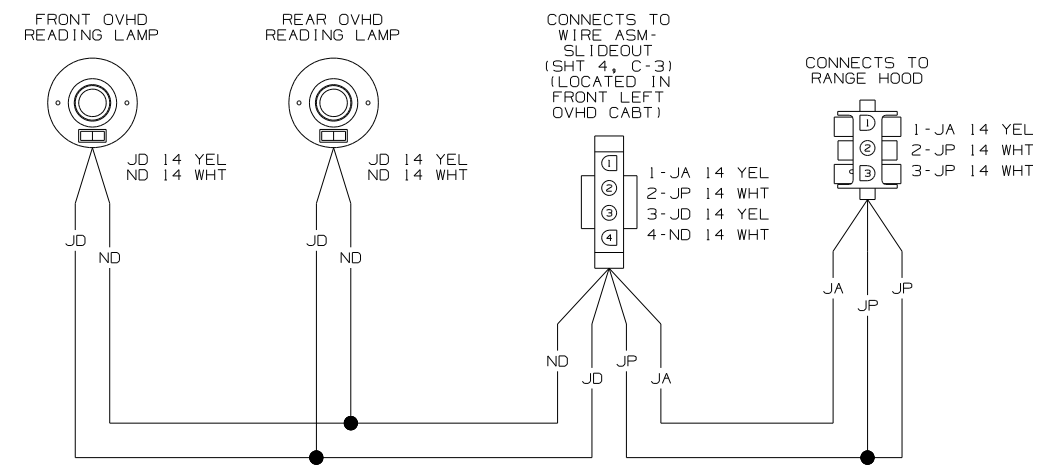 FRONT OVHD
READING LAMP
REAR OVHD
READING LAMP
CONNECTS TO
WIRE ASM-
SLIDEOUT
(SHT 4, C-3)
(LOCATED IN
FRONT LEFT
OVHD CABT)
CONNECTS TO
RANGE HOOD
JD 14 YEL
ND 14 WHT
JD 14 YEL
ND 14 WHT
1
2
3
4
1-JA 14 YEL
2-JP 14 WHT
3-JD 14 YEL
4-ND 14 WHT
1
2
3
1-JA 14 YEL
2-JP 14 WHT
3-JP 14 WHT
JD
ND
JD
ND
ND
JD
JP
JA
JA
JP
JP